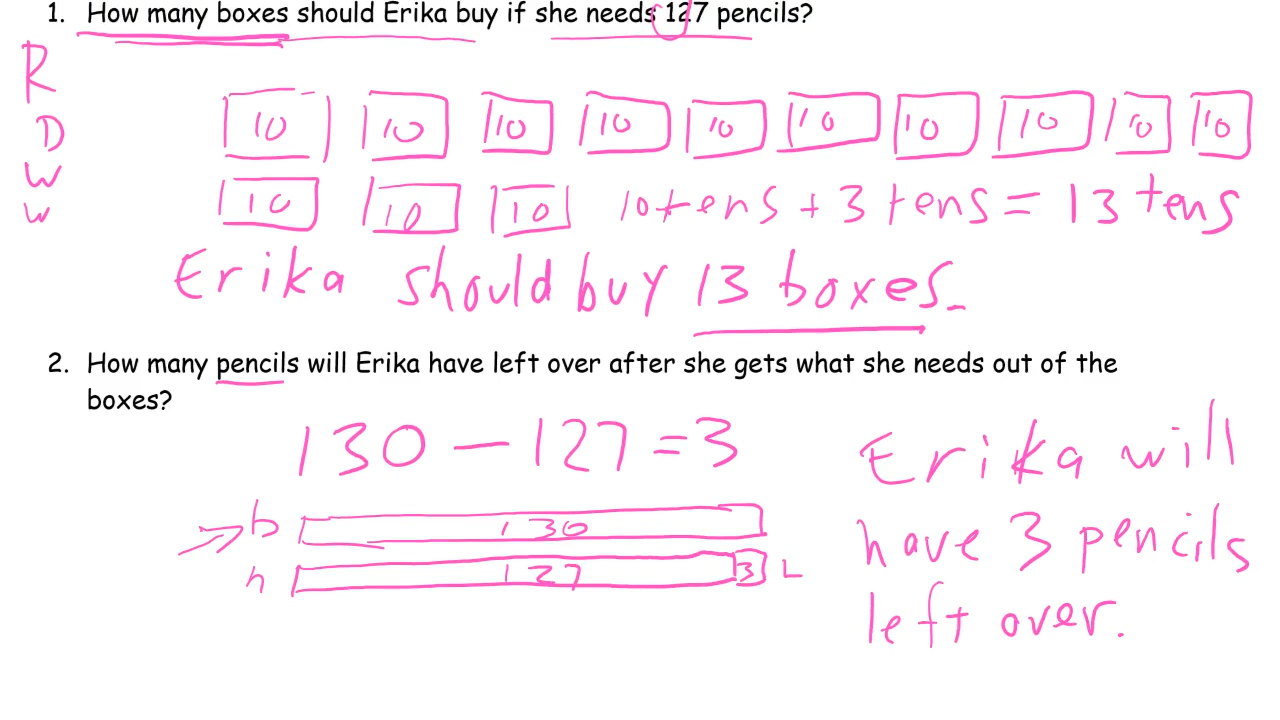 1. How many boxes should Erika buy if she needs 127 pencils?
R
D
W
W
10 10 10 10 10 10 10 10 10 10
10 10 10 10 tens + 3 tens = 13 tens
Erika should buy 13 boxes.
2. How many pencils will Erika have left over after she gets what she needs out of the
boxes?
130 - 127 = 3
b 130
n 127 3 L
Erika will
have 3 pencils
left over.